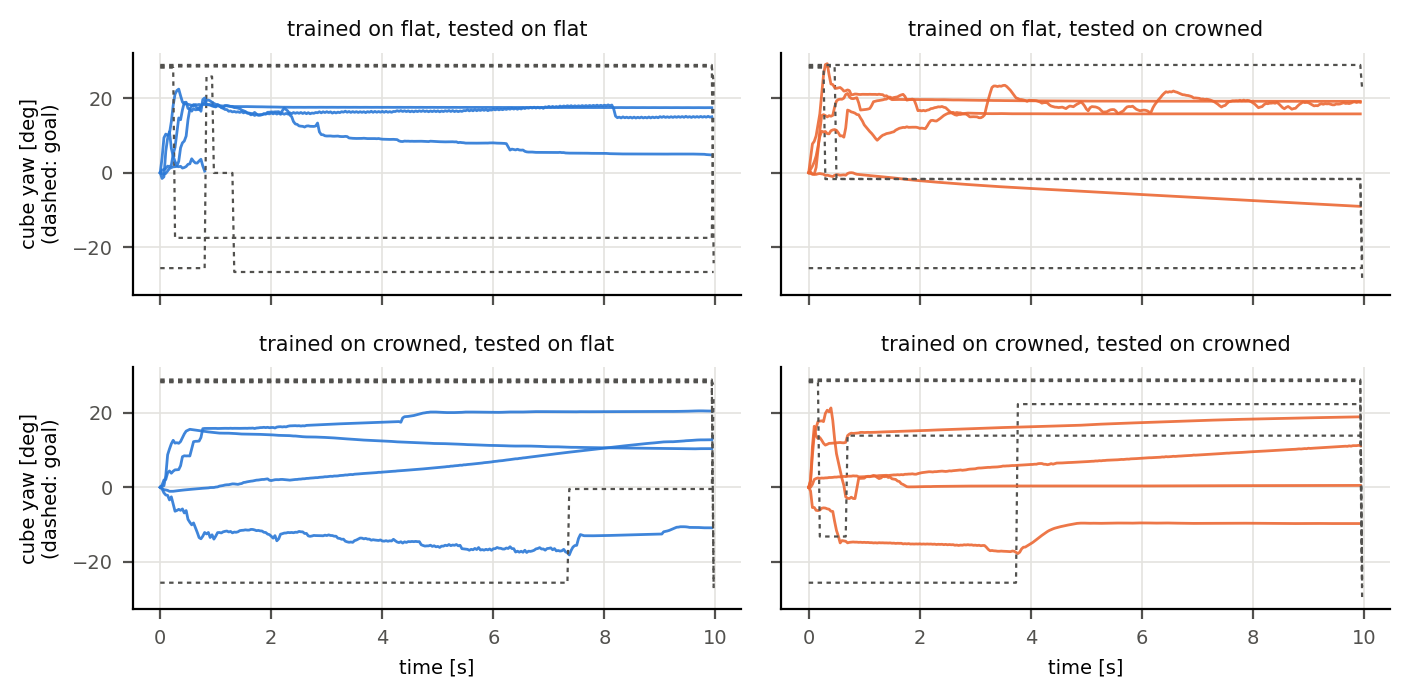 trained on flat, tested on flat
trained on flat, tested on crowned
cube yaw [deg]
(dashed: goal)
20
0
−20
trained on crowned, tested on flat
trained on crowned, tested on crowned
cube yaw [deg]
(dashed: goal)
20
0
−20
0 2 4 6 8 10
0 2 4 6 8 10
time [s]
time [s]